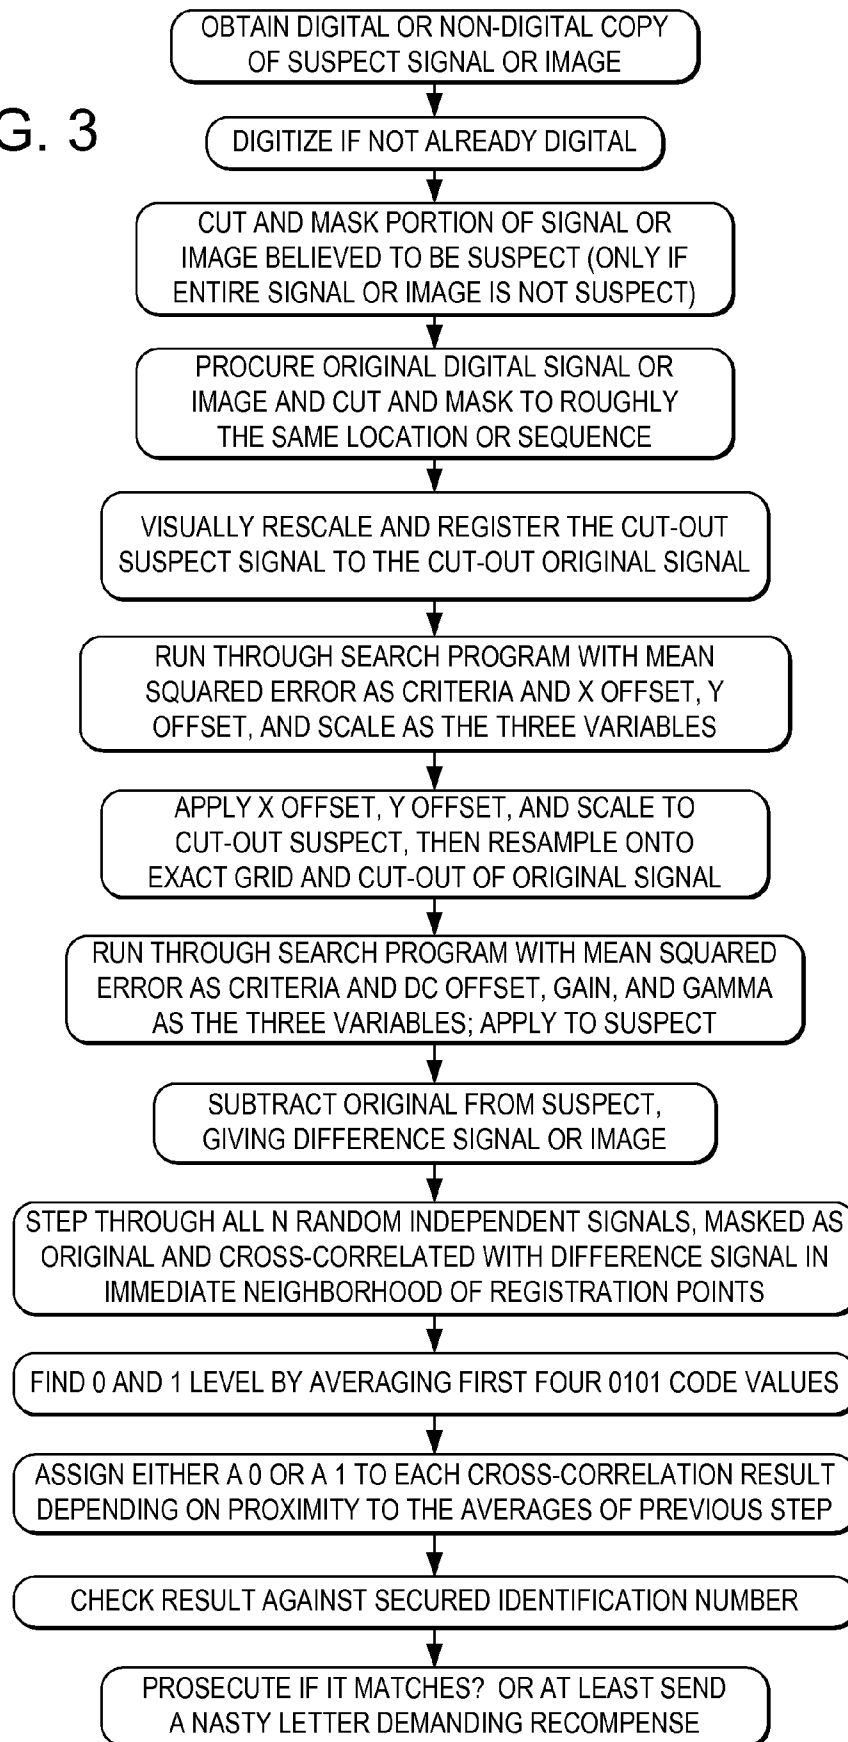 OBTAIN DIGITAL OR NON-DIGITAL COPY
OF SUSPECT SIGNAL OR IMAGE
G. 3
DIGITIZE IF NOT ALREADY DIGITAL
CUT AND MASK PORTION OF SIGNAL OR
IMAGE BELIEVED TO BE SUSPECT (ONLY IF
ENTIRE SIGNAL OR IMAGE IS NOT SUSPECT)
PROCURE ORIGINAL DIGITAL SIGNAL OR
IMAGE AND CUT AND MASK TO ROUGHLY
THE SAME LOCATION OR SEQUENCE
VISUALLY RESCALE AND REGISTER THE CUT-OUT
SUSPECT SIGNAL TO THE CUT-OUT ORIGINAL SIGNAL
RUN THROUGH SEARCH PROGRAM WITH MEAN
SQUARED ERROR AS CRITERIA AND X OFFSET, Y
OFFSET, AND SCALE AS THE THREE VARIABLES
APPLY X OFFSET, Y OFFSET, AND SCALE TO
CUT-OUT SUSPECT, THEN RESAMPLE ONTO
EXACT GRID AND CUT-OUT OF ORIGINAL SIGNAL
RUN THROUGH SEARCH PROGRAM WITH MEAN SQUARED
ERROR AS CRITERIA AND DC OFFSET, GAIN, AND GAMMA
AS THE THREE VARIABLES; APPLY TO SUSPECT
SUBTRACT ORIGINAL FROM SUSPECT,
GIVING DIFFERENCE SIGNAL OR IMAGE
STEP THROUGH ALL N RANDOM INDEPENDENT SIGNALS, MASKED AS
ORIGINAL AND CROSS-CORRELATED WITH DIFFERENCE SIGNAL IN
IMMEDIATE NEIGHBORHOOD OF REGISTRATION POINTS
FIND 0 AND 1 LEVEL BY AVERAGING FIRST FOUR 0101 CODE VALUES
ASSIGN EITHER A 0 OR A 1 TO EACH CROSS-CORRELATION RESULT
DEPENDING ON PROXIMITY TO THE AVERAGES OF PREVIOUS STEP
CHECK RESULT AGAINST SECURED IDENTIFICATION NUMBER
PROSECUTE IF IT MATCHES? OR AT LEAST SEND
A NASTY LETTER DEMANDING RECOMPENSE